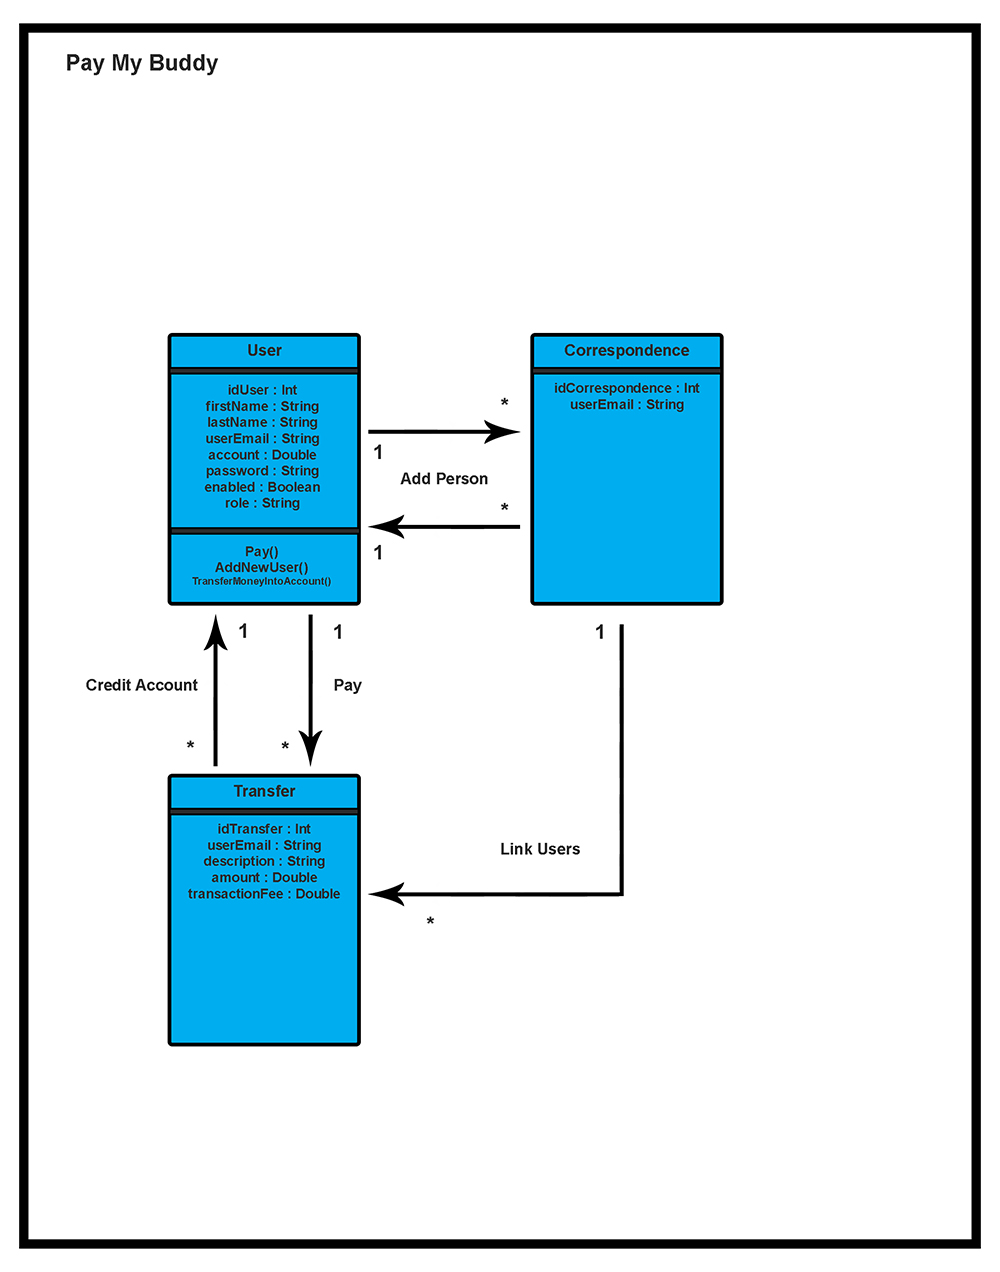 Pay My Buddy
User
idUser : Int
firstName : String
lastName : String
userEmail : String
account : Double
password : String
enabled : Boolean
role : String
Pay()
AddNewUser()
TransferMoneyIntoAccount()
Correspondence
idCorrespondence : Int
userEmail : String
*
1
Add Person
*
1
1
1
1
Credit Account
Pay
*
*
Transfer
idTransfer : Int
userEmail : String
description : String
amount : Double
transactionFee : Double
Link Users
*